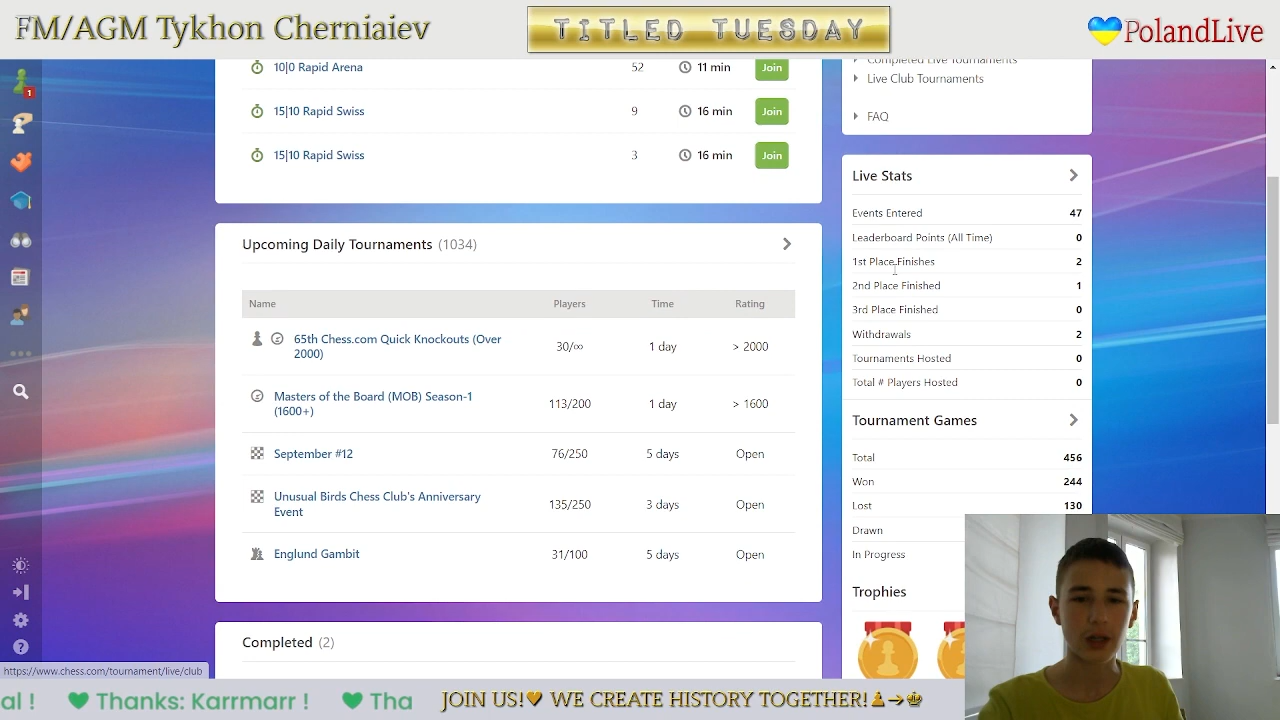 FM/AGM Tykhon Cherniaiev
TITLED TUESDAY
PolandLive
1
10|0 Rapid Arena 52 11 min Join
15|10 Rapid Swiss 9 16 min Join
15|10 Rapid Swiss 3 16 min Join
Upcoming Daily Tournaments (1034)
Name Players Time Rating
65th Chess.com Quick Knockouts (Over
2000) 30/∞ 1 day > 2000
Masters of the Board (MOB) Season-1
(1600+) 113/200 1 day > 1600
September #12 76/250 5 days Open
Unusual Birds Chess Club's Anniversary
Event 135/250 3 days Open
Englund Gambit 31/100 5 days Open
Completed (2)
Completed Live Tournaments
Live Club Tournaments
FAQ
Live Stats
Events Entered 47
Leaderboard Points (All Time) 0
1st Place Finishes 2
2nd Place Finished 1
3rd Place Finished 0
Withdrawals 2
Tournaments Hosted 0
Total # Players Hosted 0
Tournament Games
Total 456
Won 244
Lost 130
Drawn
In Progress
Trophies
https://www.chess.com/tournament/live/club
al ! Thanks: Karrmarr ! Tha
JOIN US! WE CREATE HISTORY TOGETHER!